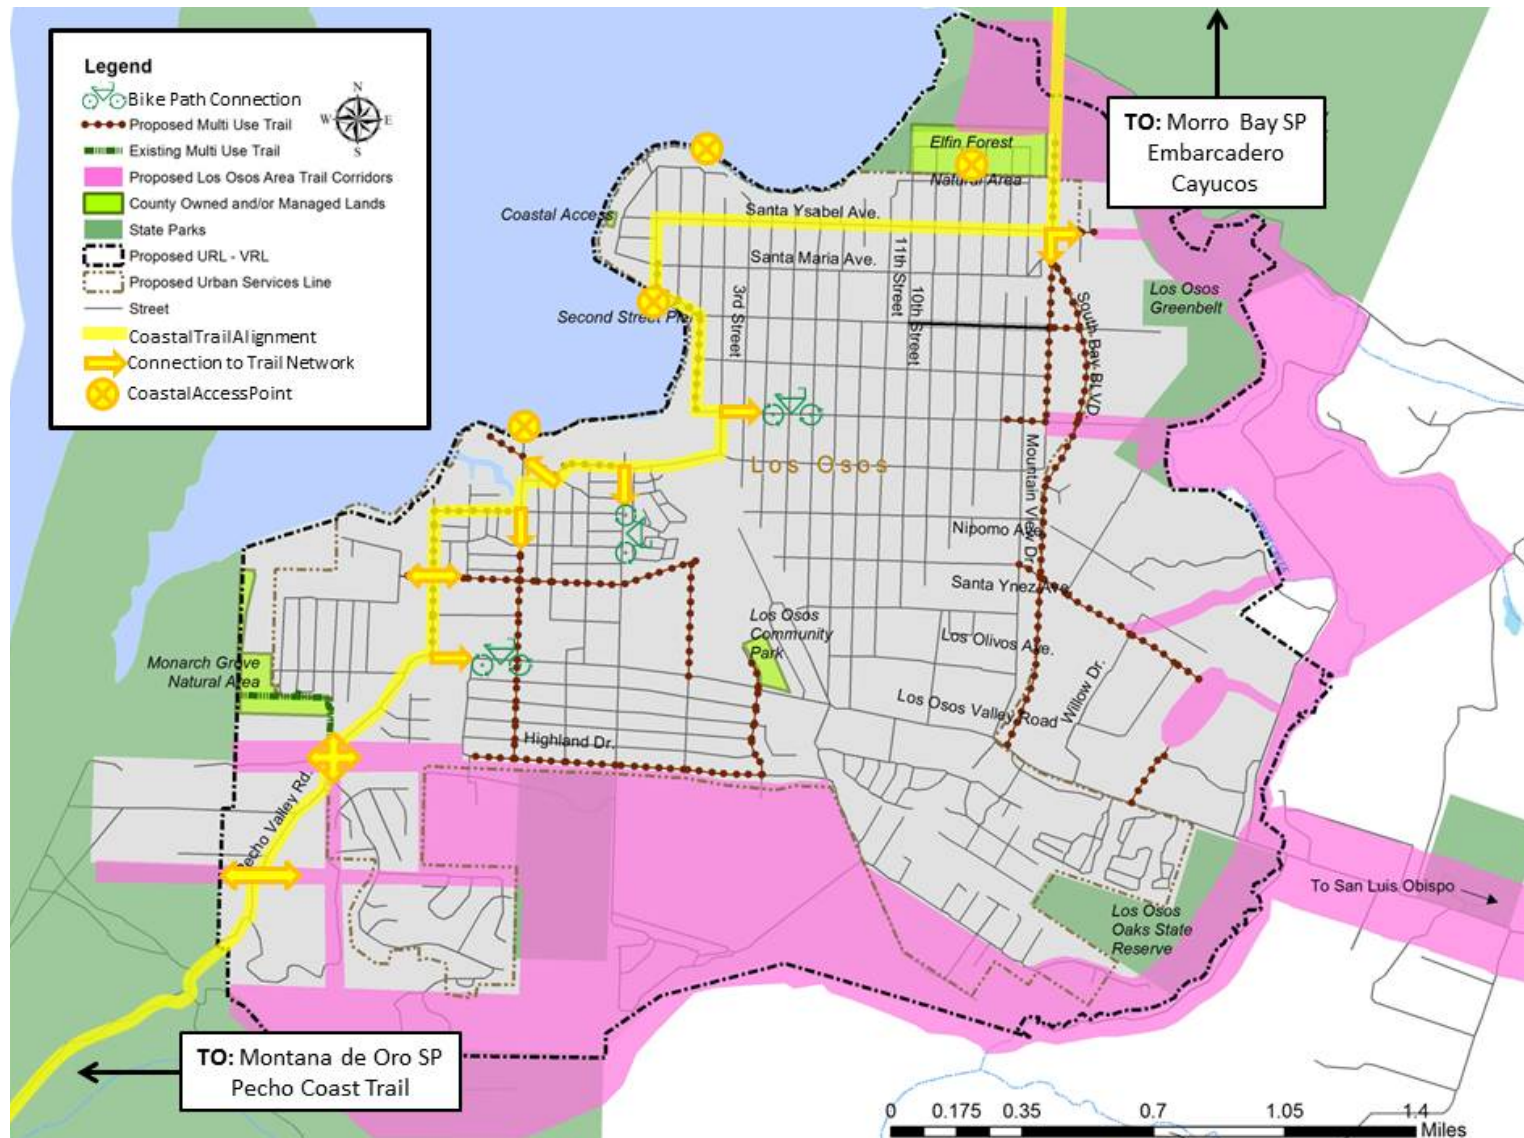 Legend
Bike Path Connection
Proposed Multi Use Trail
Existing Multi Use Trail
Proposed Los Osos Area Trail Corridors
County Owned and/or Managed Lands
State Parks
Proposed URL - VRL
Proposed Urban Services Line
Street
CoastalTrailAlignment
Connection to Trail Network
CoastalAccessPoint
N
W E
S
TO: Morro Bay SP
Embarcadero
Cayucos
Elfin Forest
Natural Area
Coastal Access
Santa Ysabel Ave.
Santa Maria Ave.
11th Street
10th Street
3rd Street
Second Street Pier
South Bay BLVD.
Los Osos
Greenbelt
Los Osos
Mountain View Dr.
Nipomo Ave.
Santa Ynez Ave.
Los Olivos Ave.
Los Osos
Community
Park
Monarch Grove
Natural Area
Los Osos Valley Road
Willow Dr.
Highland Dr.
Pecho Valley Rd.
To San Luis Obispo
Los Osos
Oaks State
Reserve
TO: Montana de Oro SP
Pecho Coast Trail
0 0.175 0.35 0.7 1.05 1.4
Miles